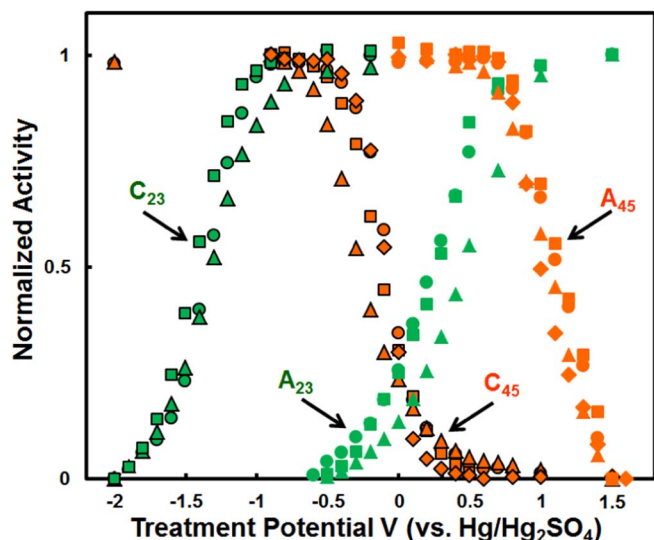 1
0.5
0
Normalized Activity
C₂₃
A₄₅
A₂₃
C₄₅
-2 -1.5 -1 -0.5 0 0.5 1 1.5
Treatment Potential V (vs. Hg/Hg₂SO₄)